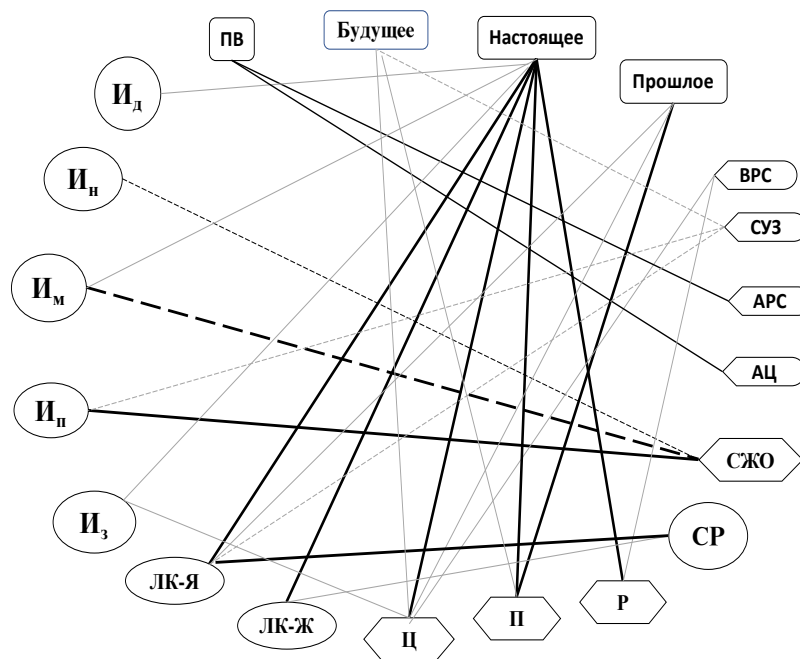 ПВ
Будущее
Настоящее
Прошлое
Ид
Ин
Им
Ип
Из
ВРС
СУЗ
АРС
АЦ
СЖО
СР
ЛК-Я
ЛК-Ж
Ц
П
Р